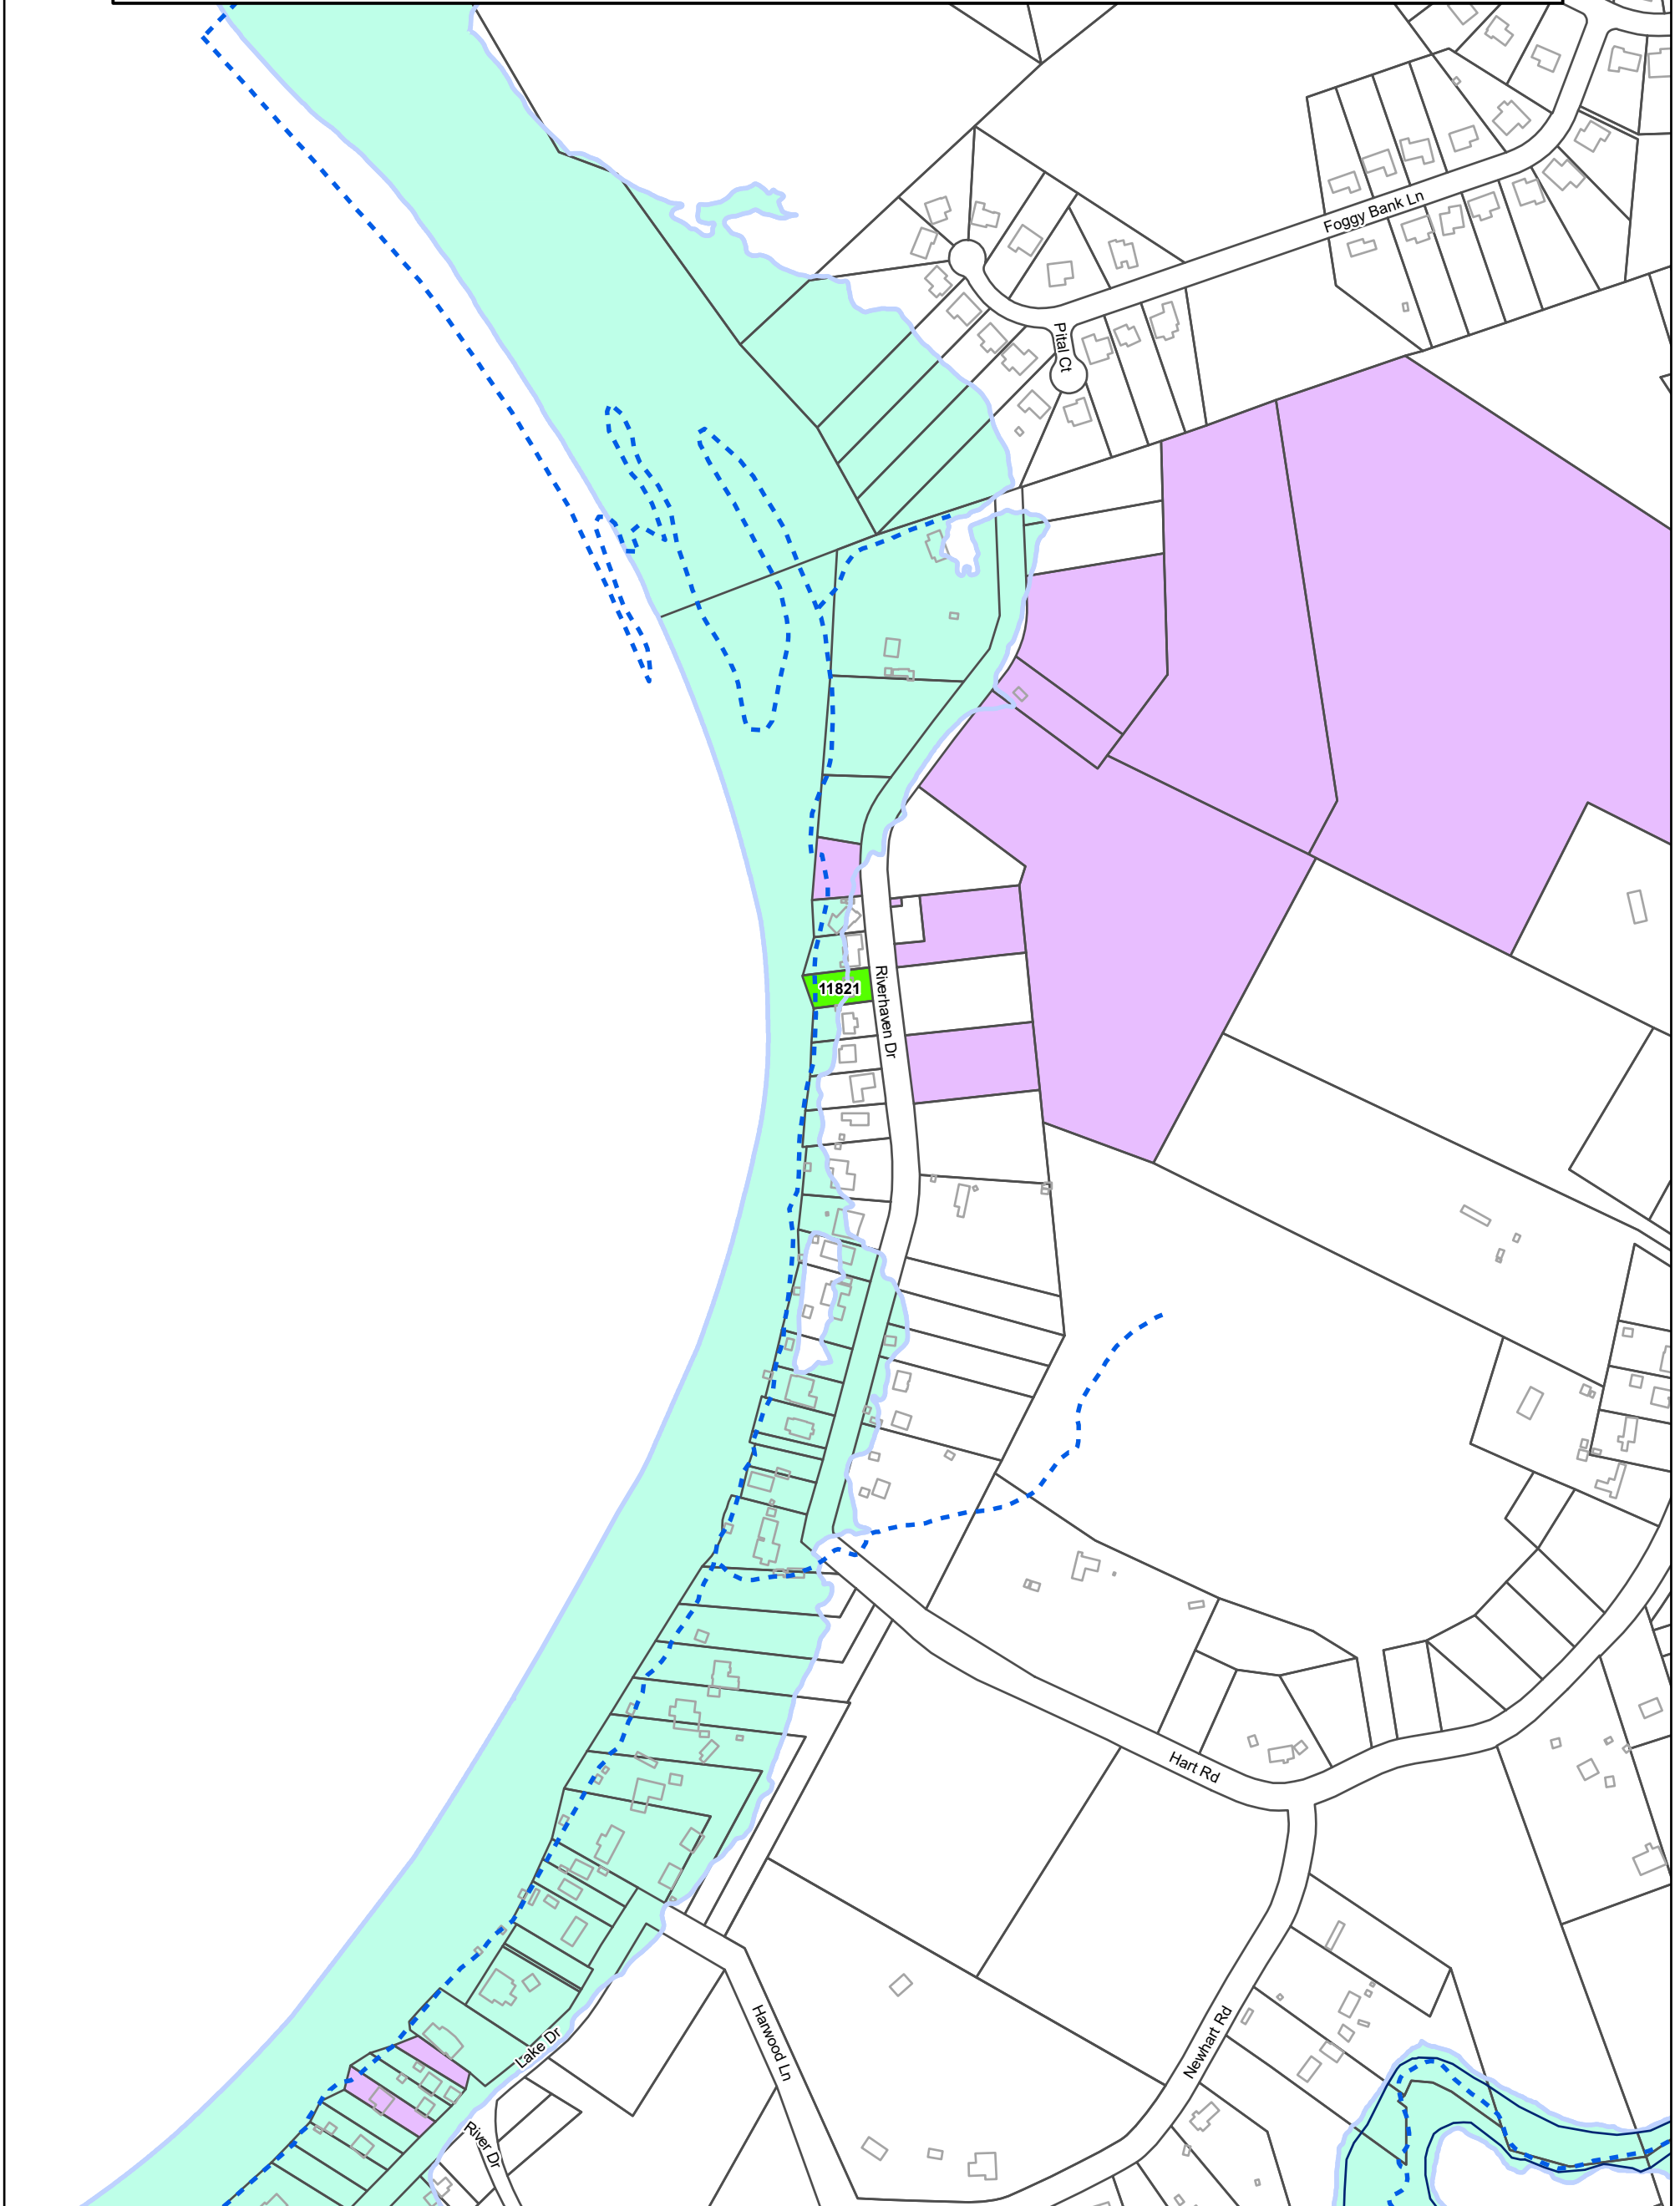 Foggy Bank Ln
Pital Ct
11821
Riverhaven Dr
Hart Rd
Lake Dr
Harwood Ln
Newhart Rd
River Dr